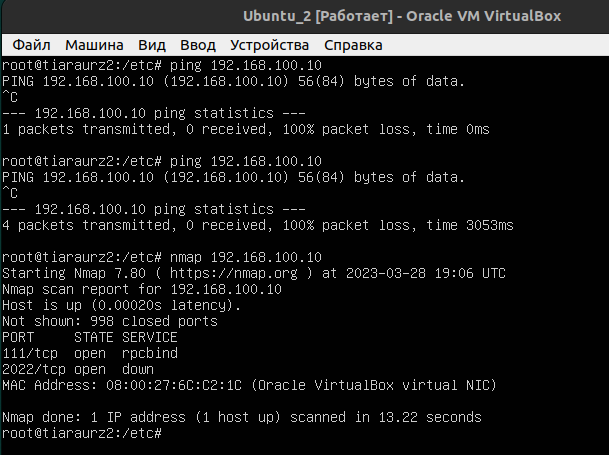 Ubuntu_2 [Работает] - Oracle VM VirtualBox
Файл Машина Вид Ввод Устройства Справка
root@tiaraurz2:/etc# ping 192.168.100.10
PING 192.168.100.10 (192.168.100.10) 56(84) bytes of data.
^C
--- 192.168.100.10 ping statistics ---
1 packets transmitted, 0 received, 100% packet loss, time 0ms
root@tiaraurz2:/etc# ping 192.168.100.10
PING 192.168.100.10 (192.168.100.10) 56(84) bytes of data.
^C
--- 192.168.100.10 ping statistics ---
4 packets transmitted, 0 received, 100% packet loss, time 3053ms
root@tiaraurz2:/etc# nmap 192.168.100.10
Starting Nmap 7.80 ( https://nmap.org ) at 2023-03-28 19:06 UTC
Nmap scan report for 192.168.100.10
Host is up (0.00020s latency).
Not shown: 998 closed ports
PORT STATE SERVICE
111/tcp open rpcbind
2022/tcp open down
MAC Address: 08:00:27:6C:C2:1C (Oracle VirtualBox virtual NIC)
Nmap done: 1 IP address (1 host up) scanned in 13.22 seconds
root@tiaraurz2:/etc#